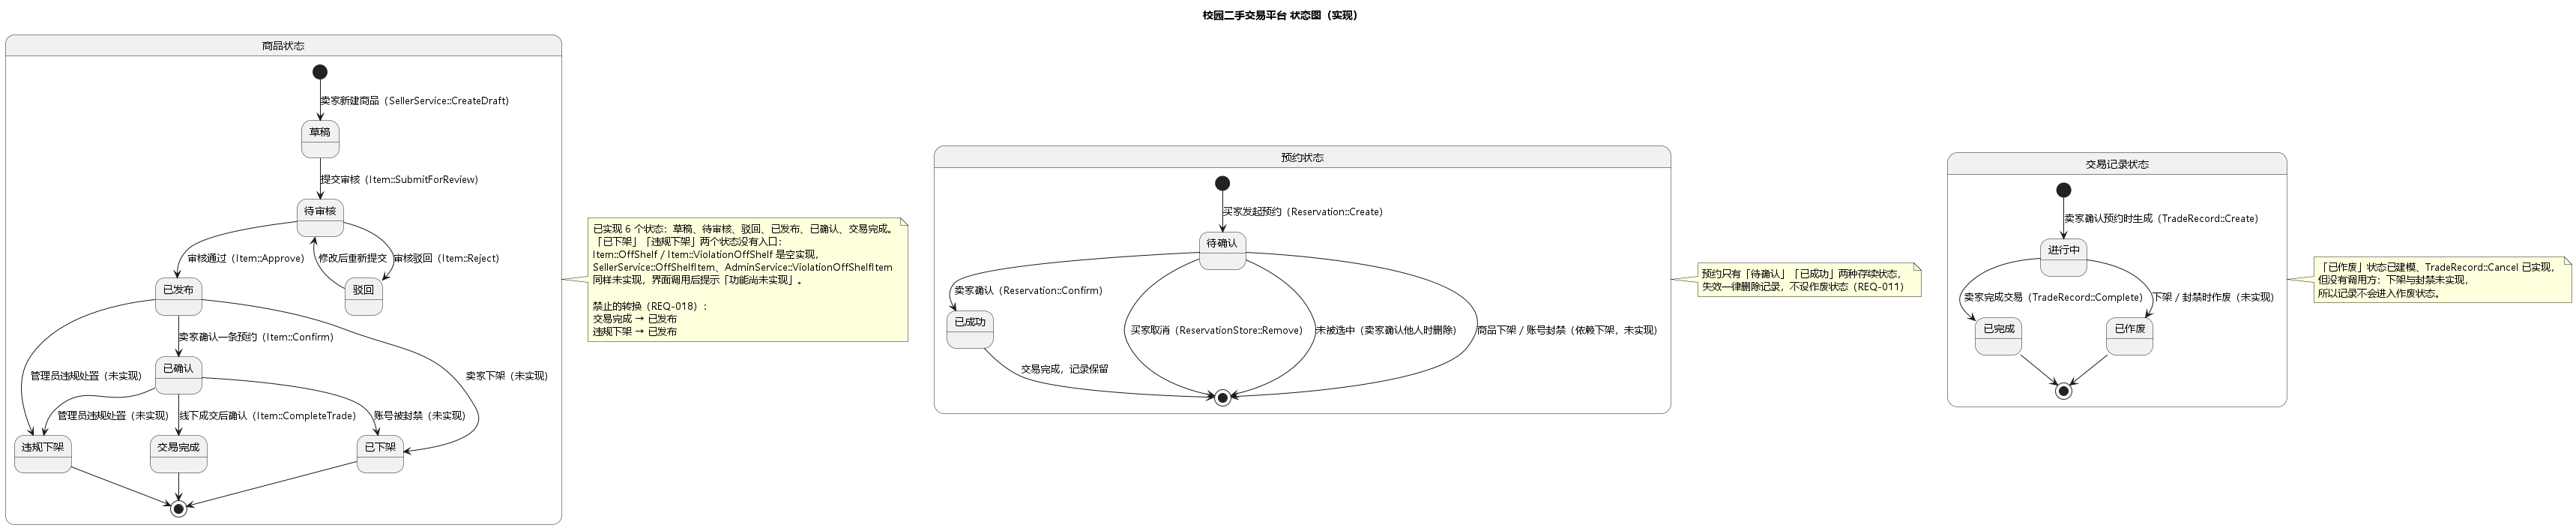 校园二手交易平台 状态图（实现）
商品状态
卖家新建商品（SellerService::CreateDraft）
草稿
提交审核（Item::SubmitForReview）
待审核
审核通过（Item::Approve）
修改后重新提交
审核驳回（Item::Reject）
已发布
驳回
卖家确认一条预约（Item::Confirm）
已确认
管理员违规处置（未实现）
卖家下架（未实现）
管理员违规处置（未实现）
线下成交后确认（Item::CompleteTrade）
账号被封禁（未实现）
违规下架
交易完成
已下架
已实现 6 个状态：草稿、待审核、驳回、已发布、已确认、交易完成。
「已下架」「违规下架」两个状态没有入口：
Item::OffShelf / Item::ViolationOffShelf 是空实现，
SellerService::OffShelfItem、AdminService::ViolationOffShelfItem
同样未实现，界面调用后提示「功能尚未实现」。
禁止的转换（REQ-018）：
交易完成 → 已发布
违规下架 → 已发布
预约状态
买家发起预约（Reservation::Create）
待确认
卖家确认（Reservation::Confirm）
已成功
买家取消（ReservationStore::Remove）
未被选中（卖家确认他人时删除）
商品下架 / 账号封禁（依赖下架，未实现）
交易完成，记录保留
预约只有「待确认」「已成功」两种存续状态，
失效一律删除记录，不设作废状态（REQ-011）
交易记录状态
卖家确认预约时生成（TradeRecord::Create）
进行中
卖家完成交易（TradeRecord::Complete）
下架 / 封禁时作废（未实现）
已完成
已作废
「已作废」状态已建模、TradeRecord::Cancel 已实现，
但没有调用方：下架与封禁未实现，
所以记录不会进入作废状态。